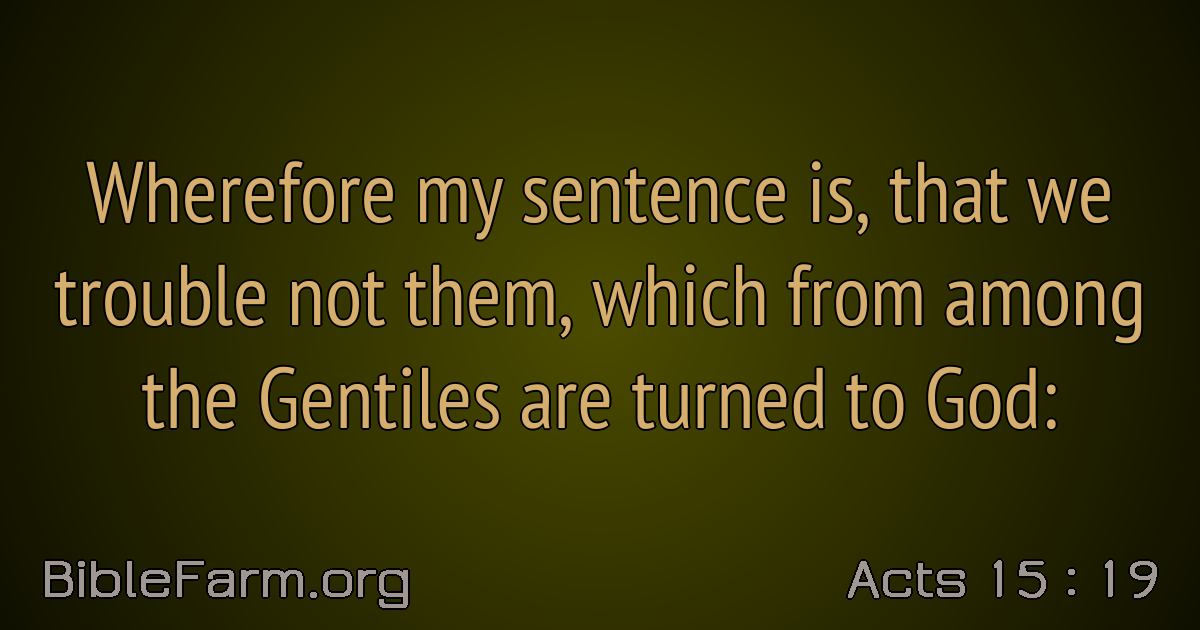 Wherefore my sentence is, that we
trouble not them, which from among
the Gentiles are turned to God:
BibleFarm.org
Acts 15 : 19